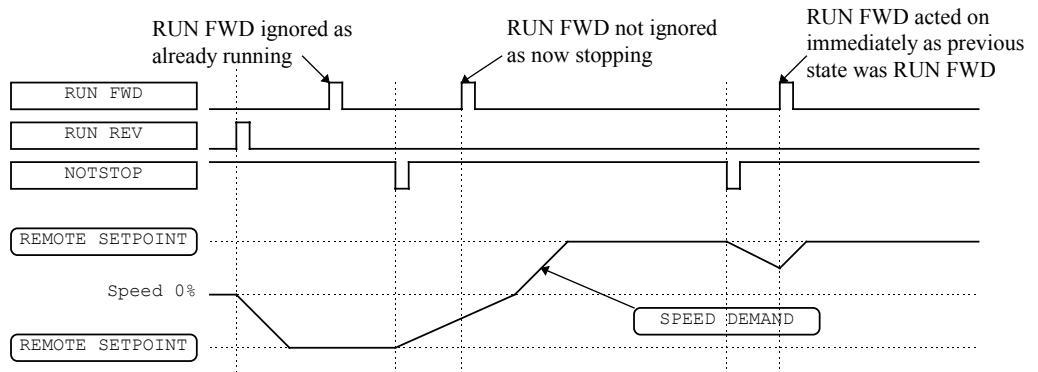 RUN FWD ignored as
already running
RUN FWD not ignored
as now stopping
RUN FWD acted on
immediately as previous
state was RUN FWD
RUN FWD
RUN REV
NOTSTOP
REMOTE SETPOINT
Speed 0%
SPEED DEMAND
REMOTE SETPOINT